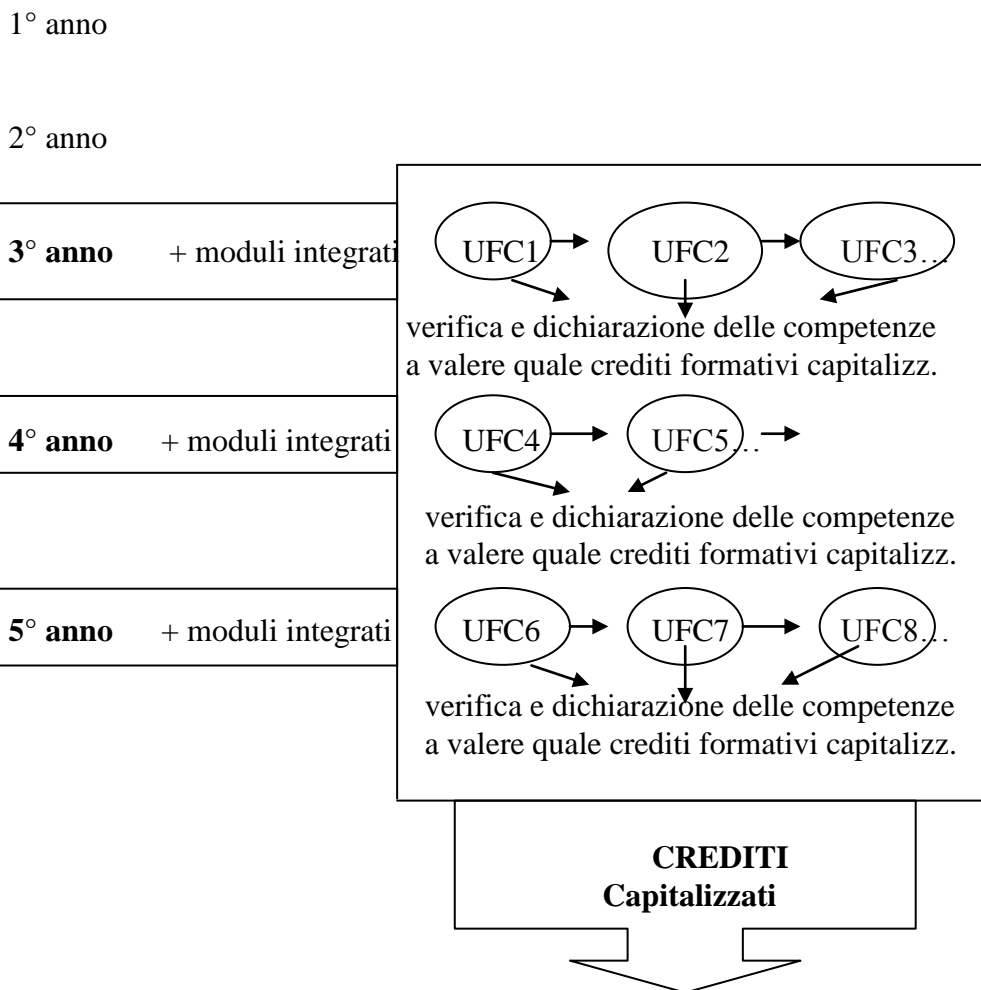 1° anno
2° anno
3° anno + moduli integrati UFC1 UFC2 UFC3...
verifica e dichiarazione delle competenze
a valere quale crediti formativi capitalizz.
4° anno + moduli integrati UFC4 UFC5...
verifica e dichiarazione delle competenze
a valere quale crediti formativi capitalizz.
5° anno + moduli integrati UFC6 UFC7 UFC8...
verifica e dichiarazione delle competenze
a valere quale crediti formativi capitalizz.
CREDITI
Capitalizzati